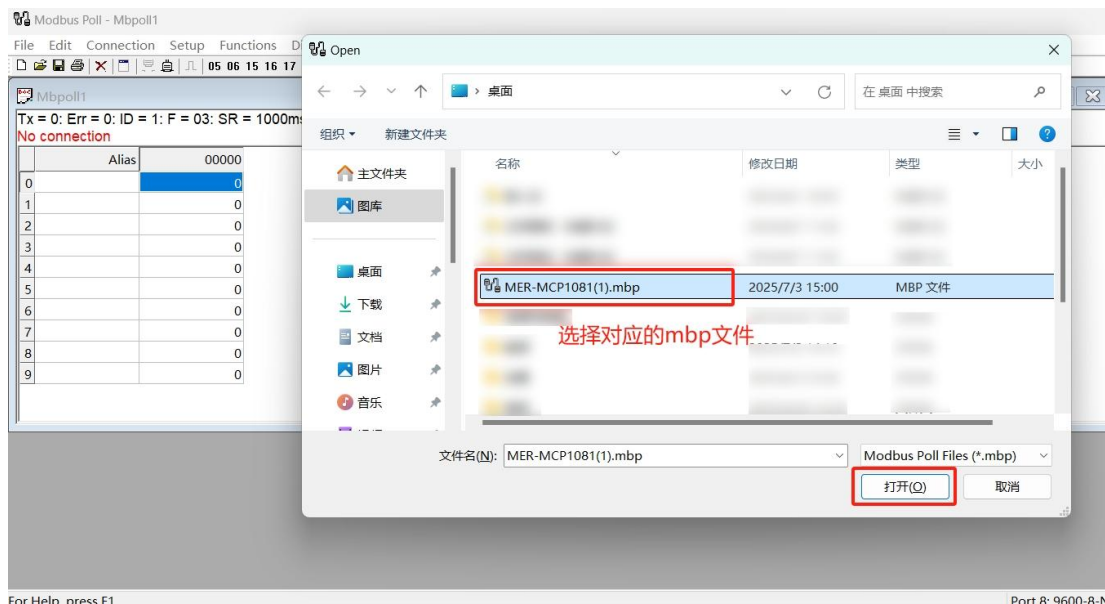 Modbus Poll - Mbpoll1
File Edit Connection Setup Functions D
05 06 15 16 17
Mbpoll1
Tx = 0: Err = 0: ID = 1: F = 03: SR = 1000ms
No connection
Alias 00000
0 0
1 0
2 0
3 0
4 0
5 0
6 0
7 0
8 0
9 0
Open
桌面
在 桌面 中搜索
组织 新建文件夹
主文件夹
图库
桌面
下载
文档
图片
音乐
名称 修改日期 类型 大小
MER-MCP1081(1).mbp 2025/7/3 15:00 MBP 文件
选择对应的mbp文件
文件名(N): MER-MCP1081(1).mbp Modbus Poll Files (*.mbp)
打开(O) 取消
For Help, press F1. Port 8: 9600-8-N